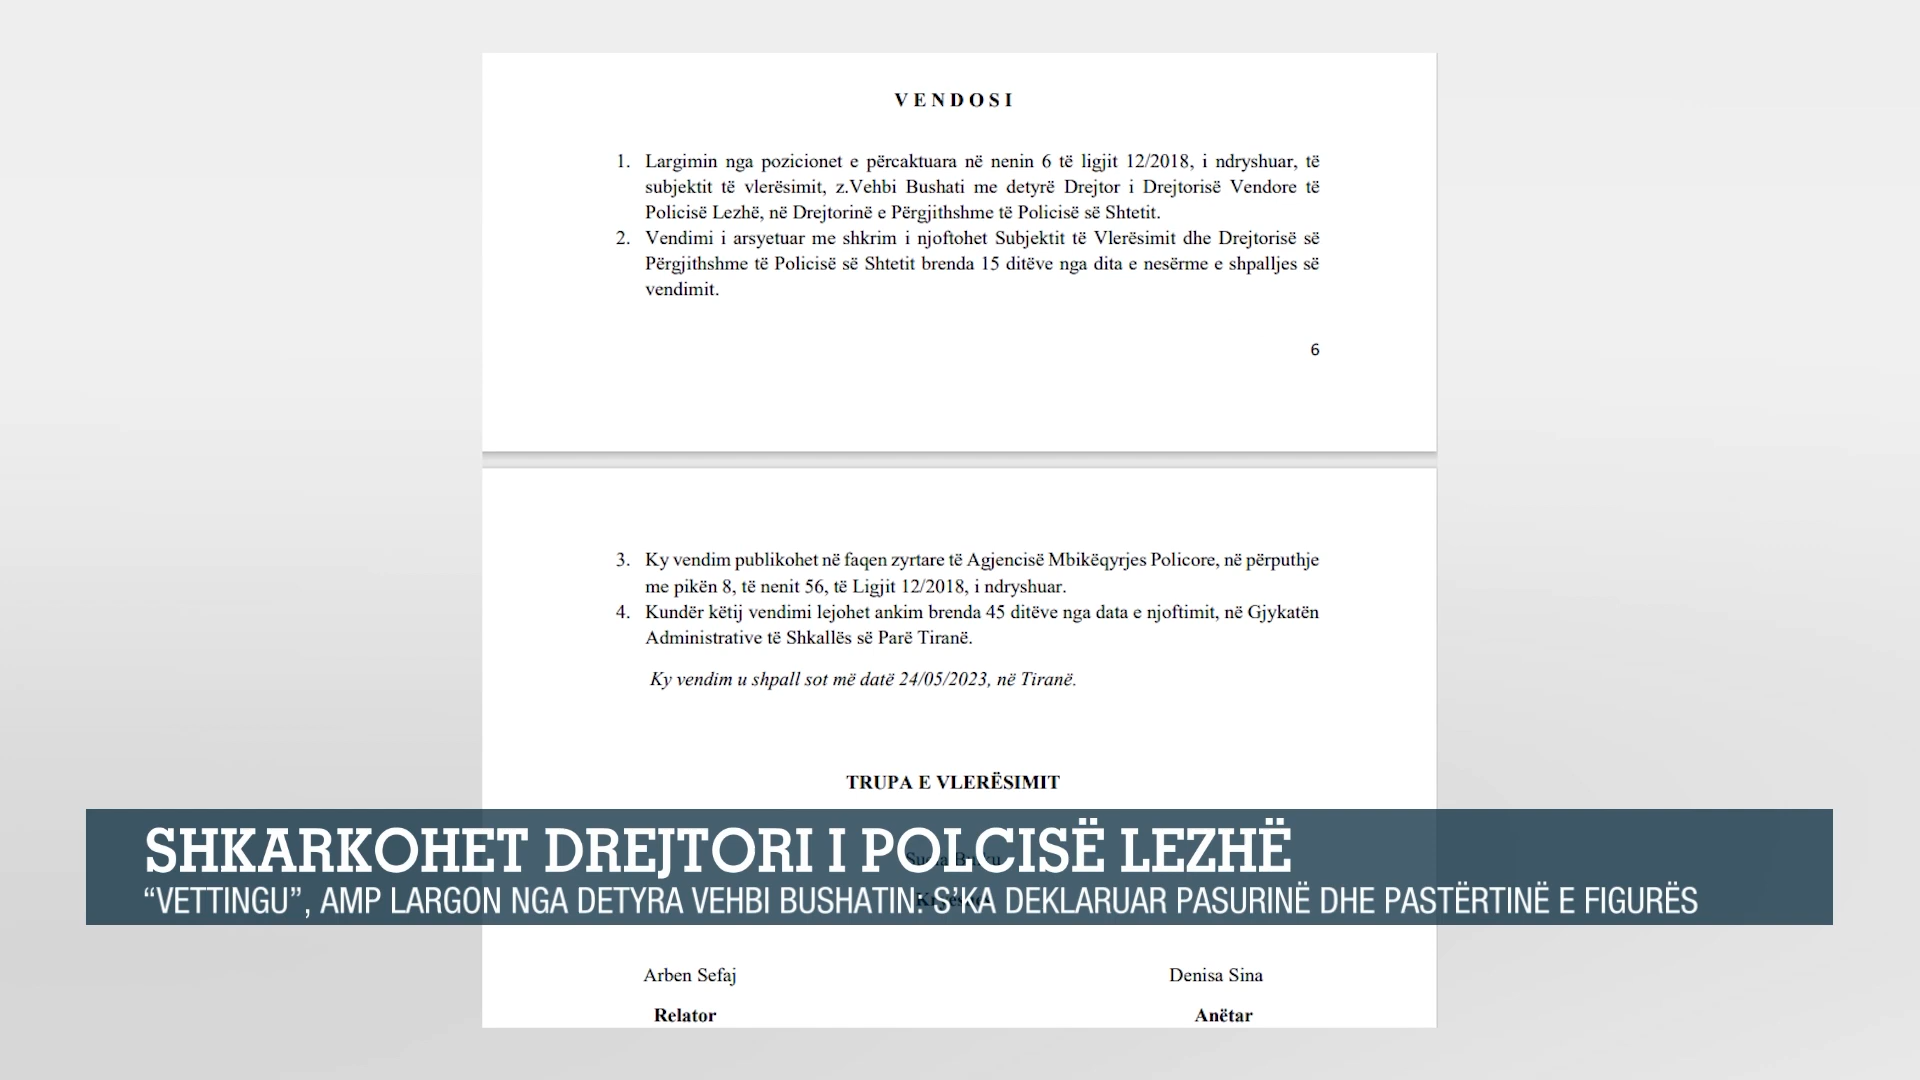 VENDOSI
1. Largimin nga pozicionet e përcaktuara në nenin 6 të ligjit 12/2018, i ndryshuar, të
subjektit të vlerësimit, z.Vehbi Bushati me detyrë Drejtor i Drejtorisë Vendore të
Policisë Lezhë, në Drejtorinë e Përgjithshme të Policisë së Shtetit.
2. Vendimi i arsyetuar me shkrim i njoftohet Subjektit të Vlerësimit dhe Drejtorisë së
Përgjithshme të Policisë së Shtetit brenda 15 ditëve nga dita e nesërme e shpalljes së
vendimit.
6
3. Ky vendim publikohet në faqen zyrtare të Agjencisë Mbikëqyrjes Policore, në përputhje
me pikën 8, të nenit 56, të Ligjit 12/2018, i ndryshuar.
4. Kundër këtij vendimi lejohet ankim brenda 45 ditëve nga data e njoftimit, në Gjykatën
Administrative të Shkallës së Parë Tiranë.
Ky vendim u shpall sot më datë 24/05/2023, në Tiranë.
TRUPA E VLERËSIMIT
SHKARKOHET DREJTORI I POLCISË LEZHË
“VETTINGU”, AMP LARGON NGA DETYRA VEHBI BUSHATIN: S’KA DEKLARUAR PASURINË DHE PASTËRTINË E FIGURËS
Arben Sefaj Denisa Sina
Relator Anëtar